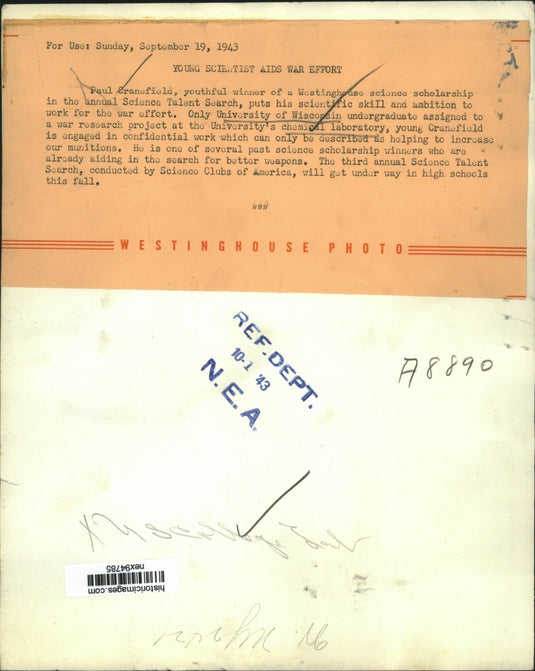 For Use: Sunday, September 19, 1943
YOUNG SCIENTIST AIDS WAR EFFORT
Paul Cranefield, youthful winner of a Westinghouse science scholarship
in the annual Science Talent Search, puts his scientific skill and ambition to
work for the war effort. Only University of Wisconsin undergraduate assigned to
a war research project at the University's chemical laboratory, young Cranefield
is engaged in confidential work which can only be described as helping to increase
our munitions. He is one of several past science scholarship winners who are
already aiding in the search for better weapons. The third annual Science Talent
Search, conducted by Science Clubs of America, will get under way in high schools
this fall.
###
WESTINGHOUSE PHOTO
REF. DEPT.
10-1 '43
N.E.A.
A8890
historicimages.com
nex94785